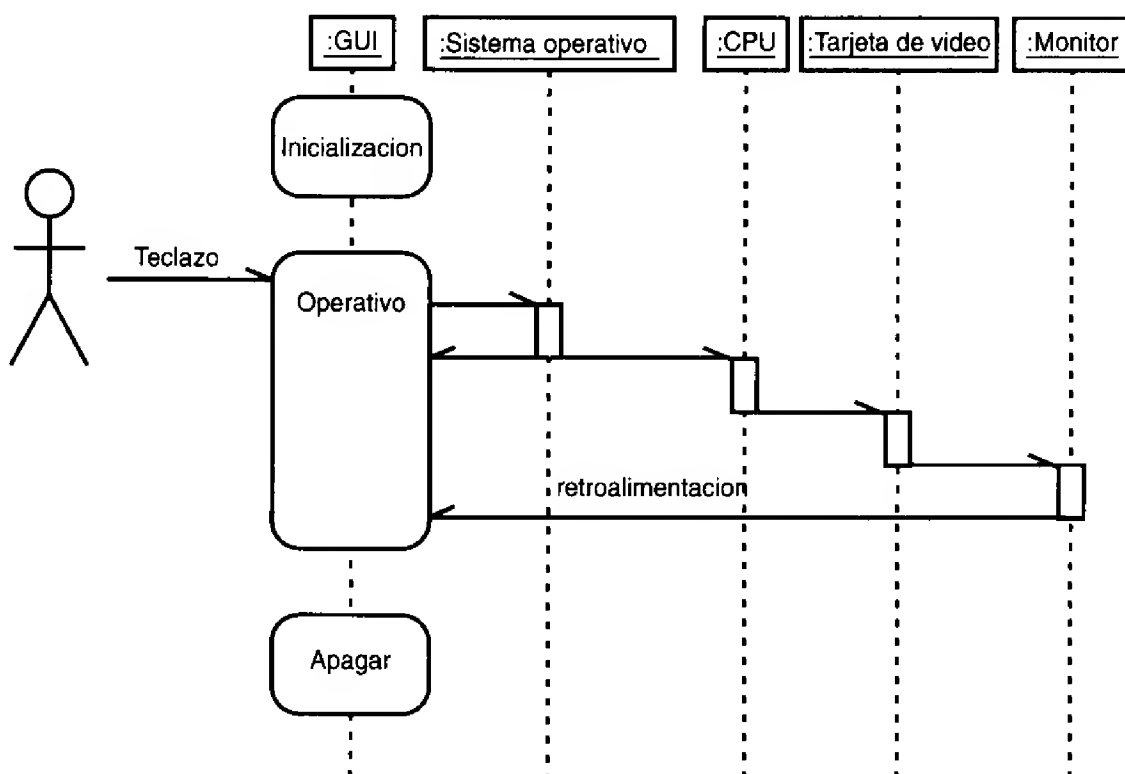 :GUI
:Sistema operativo
:CPU
:Tarjeta de video
:Monitor
Inicializacion
Teclazo
Operativo
retroalimentacion
Apagar